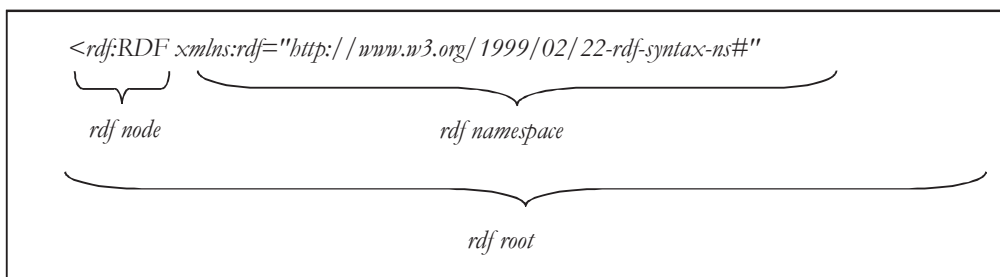 <rdf:RDF xmlns:rdf="http://www.w3.org/1999/02/22-rdf-syntax-ns#"
rdf node rdf namespace
rdf root